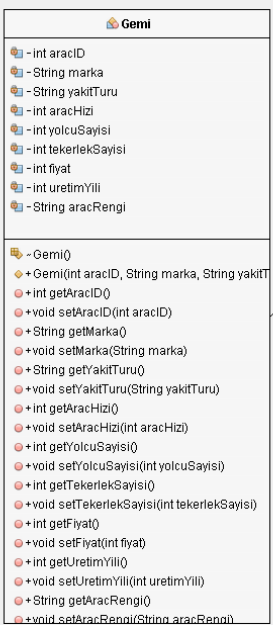 Gemi
- int aracID
- String marka
- String yakitTuru
- int aracHizi
- int yolcuSayisi
- int tekerlekSayisi
- int fiyat
- int uretimYili
- String aracRengi
~ Gemi()
+ Gemi(int aracID, String marka, String yakitT
+ int getAracID()
+ void setAracID(int aracID)
+ String getMarka()
+ void setMarka(String marka)
+ String getYakitTuru()
+ void setYakitTuru(String yakitTuru)
+ int getAracHizi()
+ void setAracHizi(int aracHizi)
+ int getYolcuSayisi()
+ void setYolcuSayisi(int yolcuSayisi)
+ int getTekerlekSayisi()
+ void setTekerlekSayisi(int tekerlekSayisi)
+ int getFiyat()
+ void setFiyat(int fiyat)
+ int getUretimYili()
+ void setUretimYili(int uretimYili)
+ String getAracRengi()
+ void setAracRengi(String aracRengi)